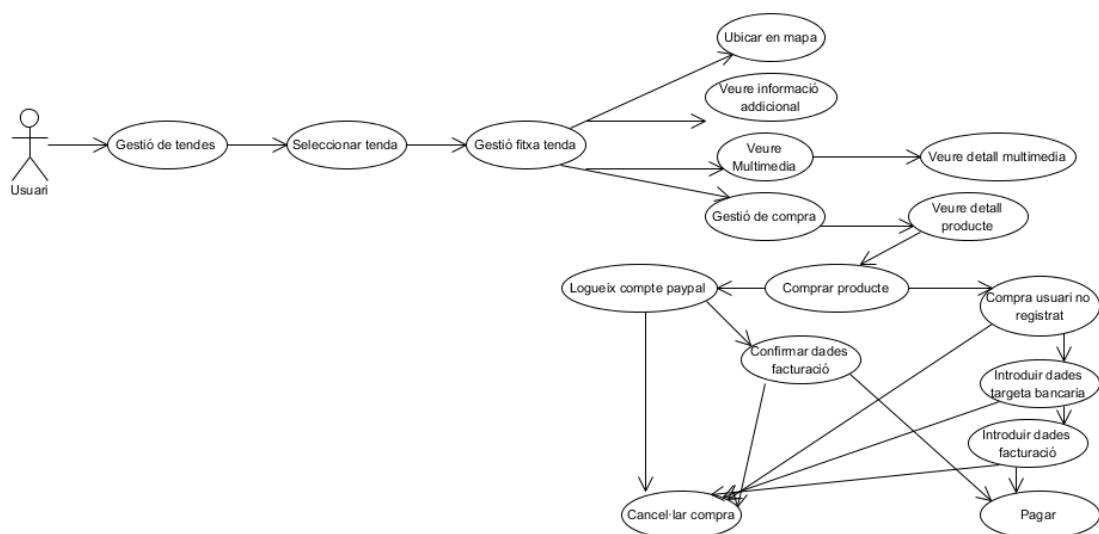 Ubicar en mapa
Veure informació
addicional
Usuari
Gestió de tendes
Seleccionar tenda
Gestió fitxa tenda
Veure
Multimedia
Veure detall multimedia
Gestió de compra
Veure detall
producte
Logueix compte paypal
Comprar producte
Compra usuari no
registrat
Confirmar dades
facturació
Introduir dades
targeta bancaria
Introduir dades
facturació
Cancel·lar compra
Pagar